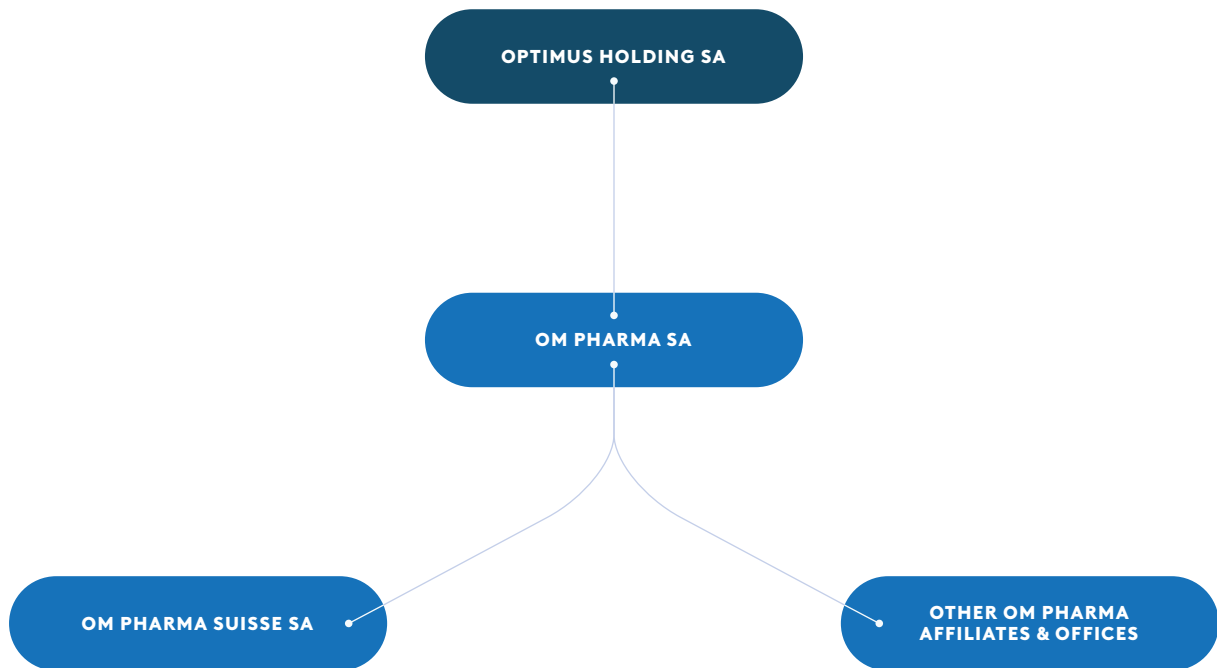 OPTIMUS HOLDING SA
OM PHARMA SA
OM PHARMA SUISSE SA
OTHER OM PHARMA
AFFILIATES & OFFICES